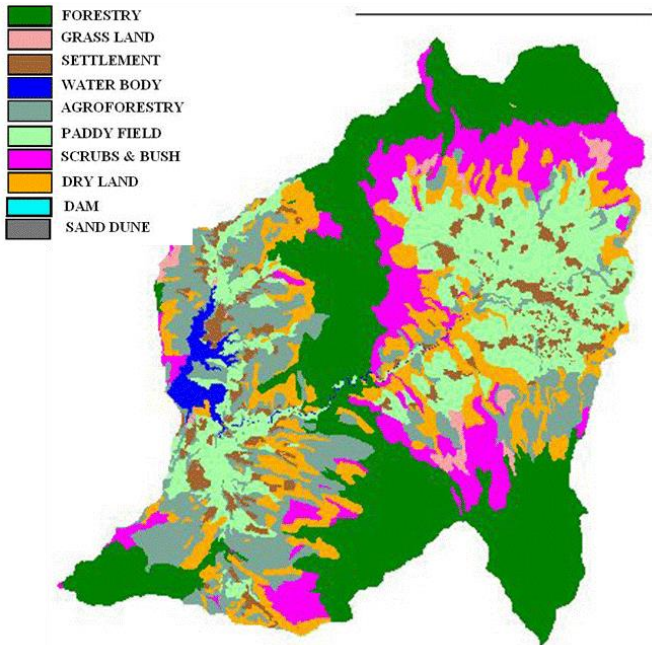 FORESTRY
GRASS LAND
SETTLEMENT
WATER BODY
AGROFORESTRY
PADDY FIELD
SCRUBS & BUSH
DRY LAND
DAM
SAND DUNE